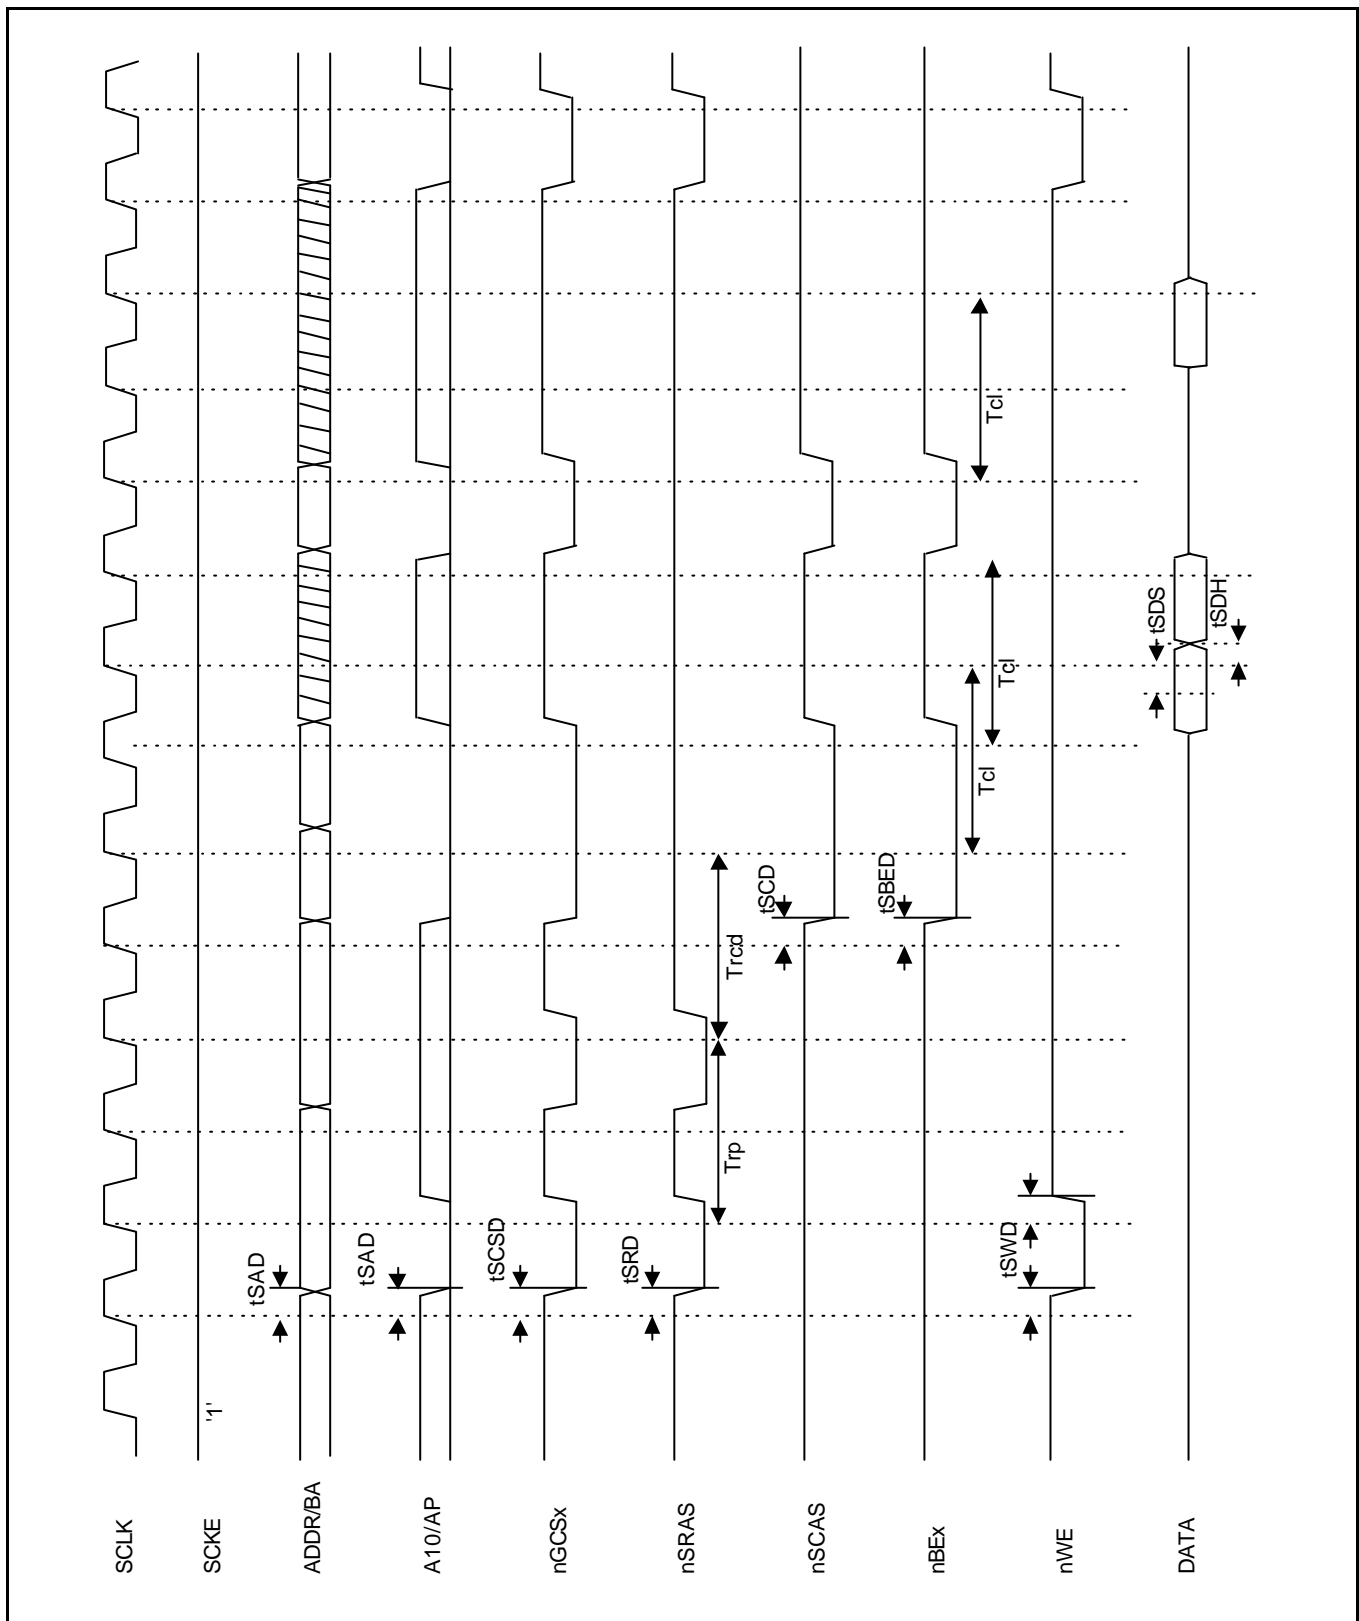 SCLK
SCKE
'1'
ADDR/BA
tSAD
A10/AP
tSAD
nGCSx
tSCSD
nSRAS
tSRD
Trp
Trcd
nSCAS
tSCD
nBEx
tSBED
Tcl
Tcl
Tcl
nWE
tSWD
DATA
tSDS
tSDH